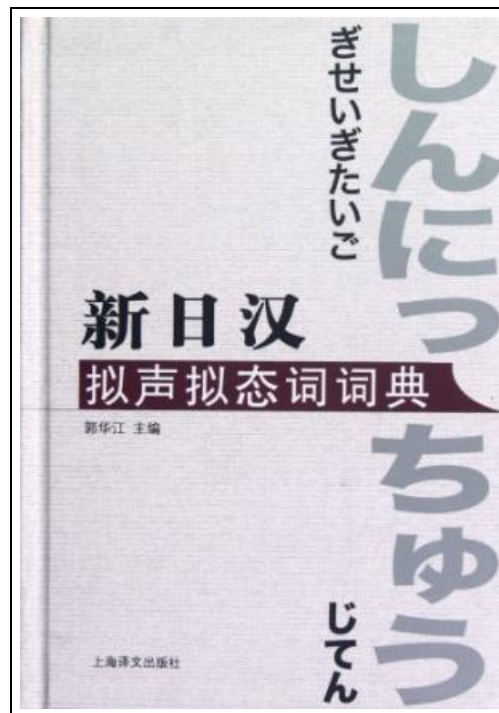 しんにっちゅう
ぎせいぎたいご
じてん
新日汉
拟声拟态词词典
郭华江 主编
上海译文出版社